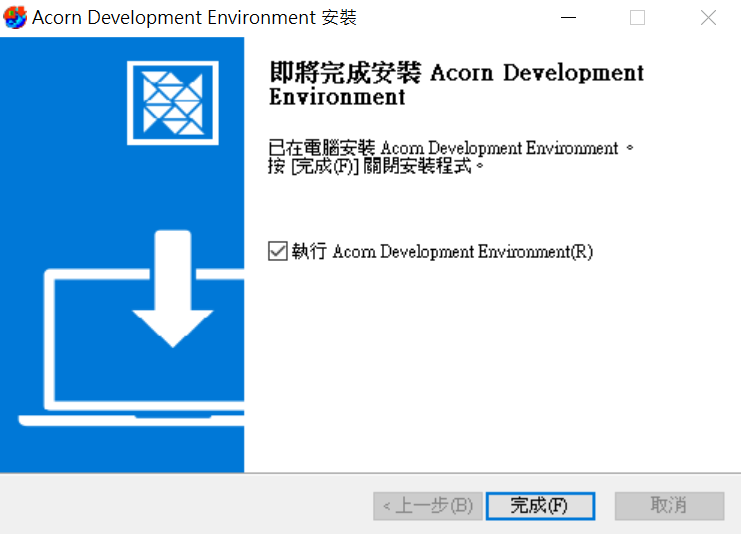 Acorn Development Environment 安裝
即將完成安裝 Acorn Development
Environment
已在電腦安裝 Acorn Development Environment 。
按 [完成(F)] 關閉安裝程式。
執行 Acorn Development Environment(R)
< 上一步(B) 完成(F) 取消